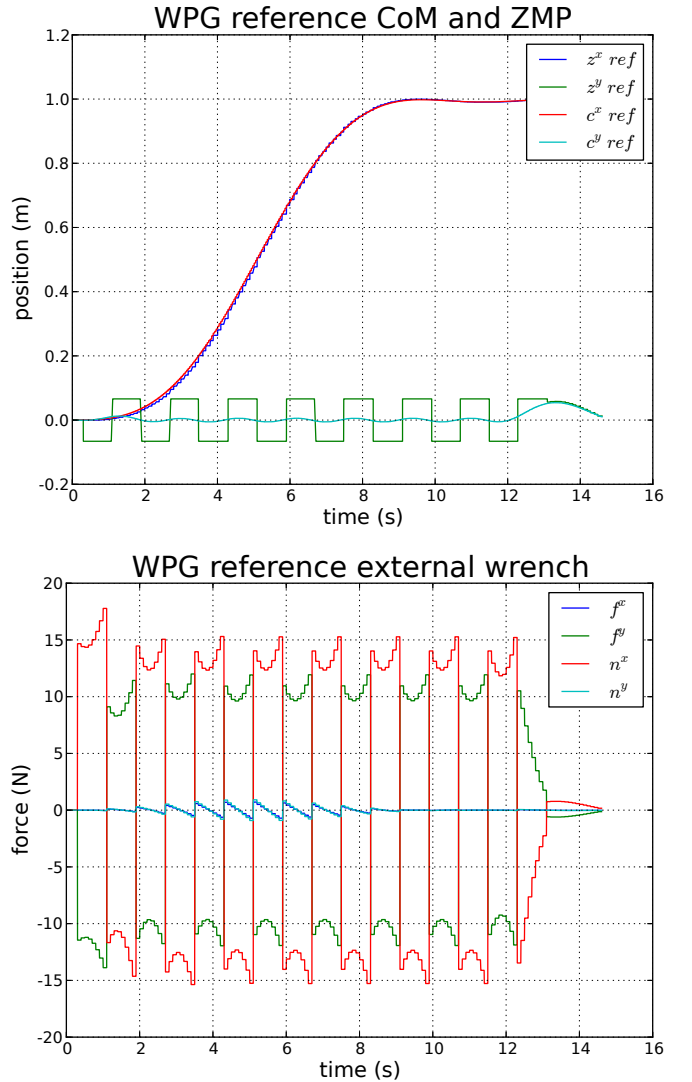 WPG reference CoM and ZMP
1.2
1.0
0.8
0.6
0.4
0.2
0.0
-0.2
position (m)
z^x ref
z^y ref
c^x ref
c^y ref
0 2 4 6 8 10 12 14 16
time (s)
WPG reference external wrench
20
15
10
5
0
-5
-10
-15
-20
force (N)
f^x
f^y
n^x
n^y
0 2 4 6 8 10 12 14 16
time (s)